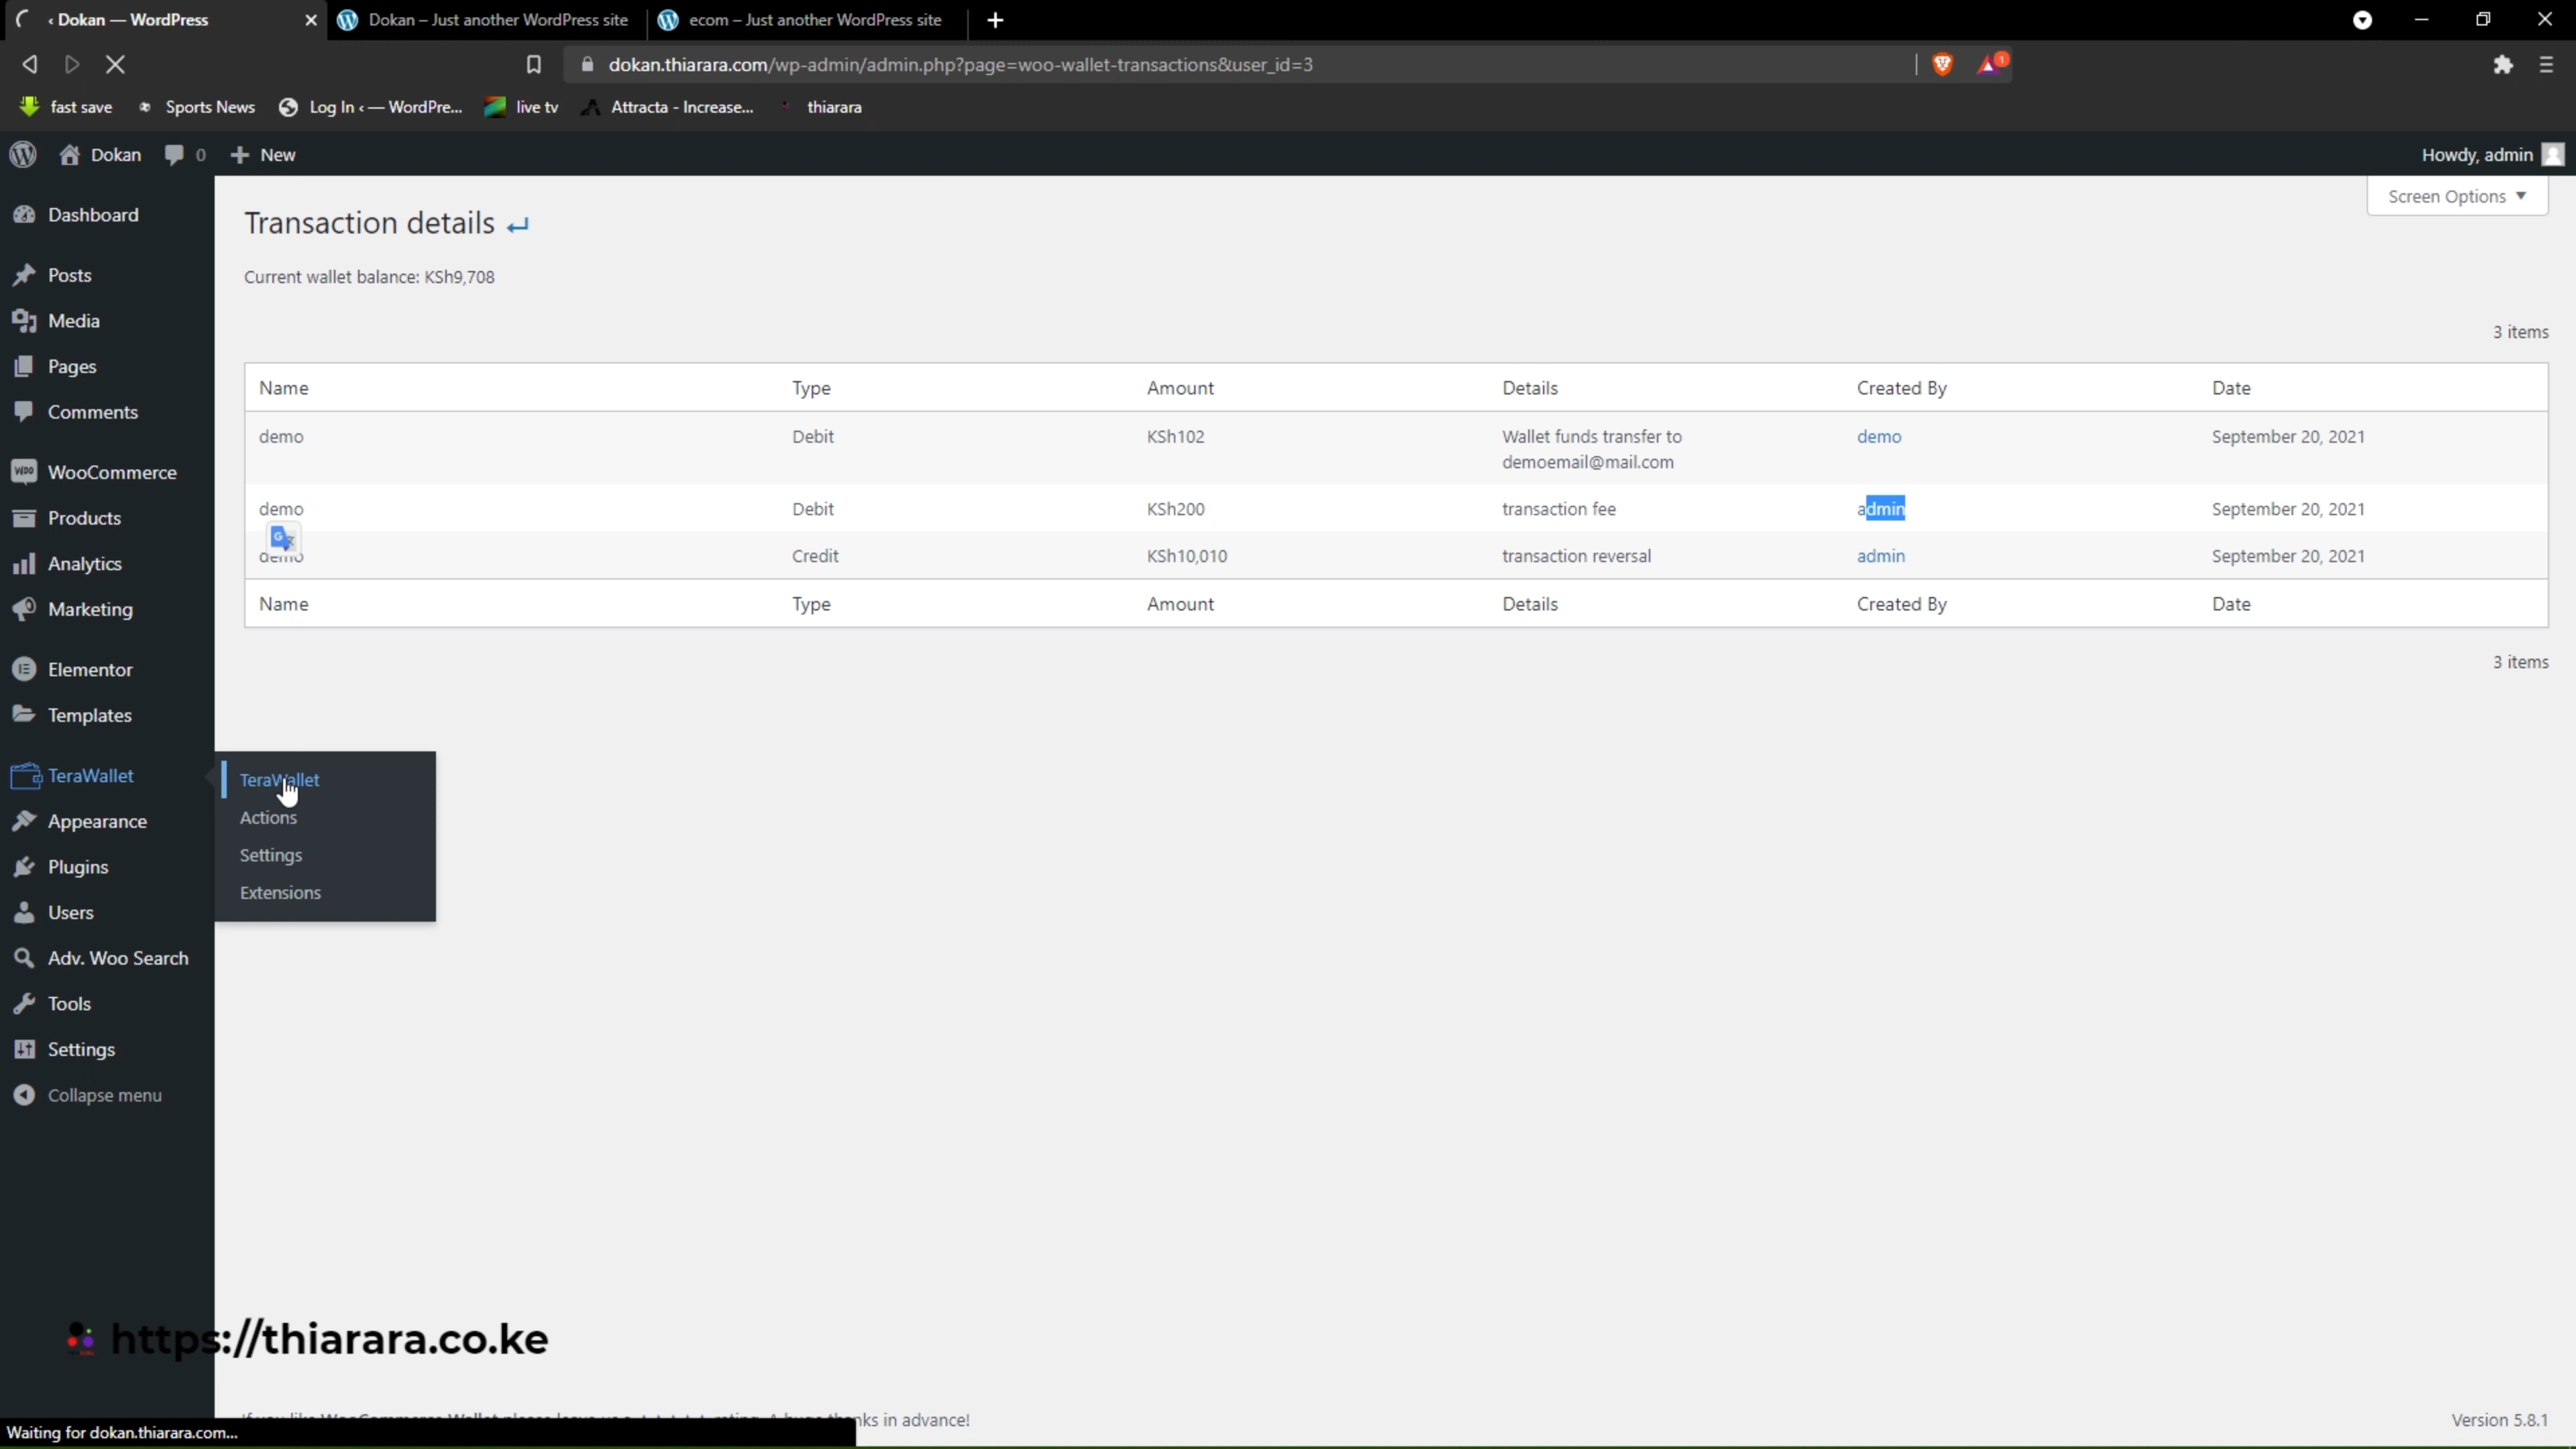 ‹ Dokan — WordPress
Dokan – Just another WordPress site
ecom – Just another WordPress site
dokan.thiarara.com/wp-admin/admin.php?page=woo-wallet-transactions&user_id=3
1
fast save
Sports News
Log In ‹ — WordPre...
live tv
Attracta - Increase...
thiarara
Dokan
0
New
Howdy, admin
Screen Options
Dashboard
Posts
Media
Pages
Comments
WooCommerce
Products
Analytics
Marketing
Elementor
Templates
TeraWallet
Appearance
Plugins
Users
Adv. Woo Search
Tools
Settings
Collapse menu
TeraWallet
Actions
Settings
Extensions
Transaction details
Current wallet balance: KSh9,708
3 items
Name Type Amount Details Created By Date
demo Debit KSh102 Wallet funds transfer to demo September 20, 2021
demoemail@mail.com
demo Debit KSh200 transaction fee admin September 20, 2021
demo Credit KSh10,010 transaction reversal admin September 20, 2021
Name Type Amount Details Created By Date
3 items
https://thiarara.co.ke
thanks in advance!
Version 5.8.1
Waiting for dokan.thiarara.com...